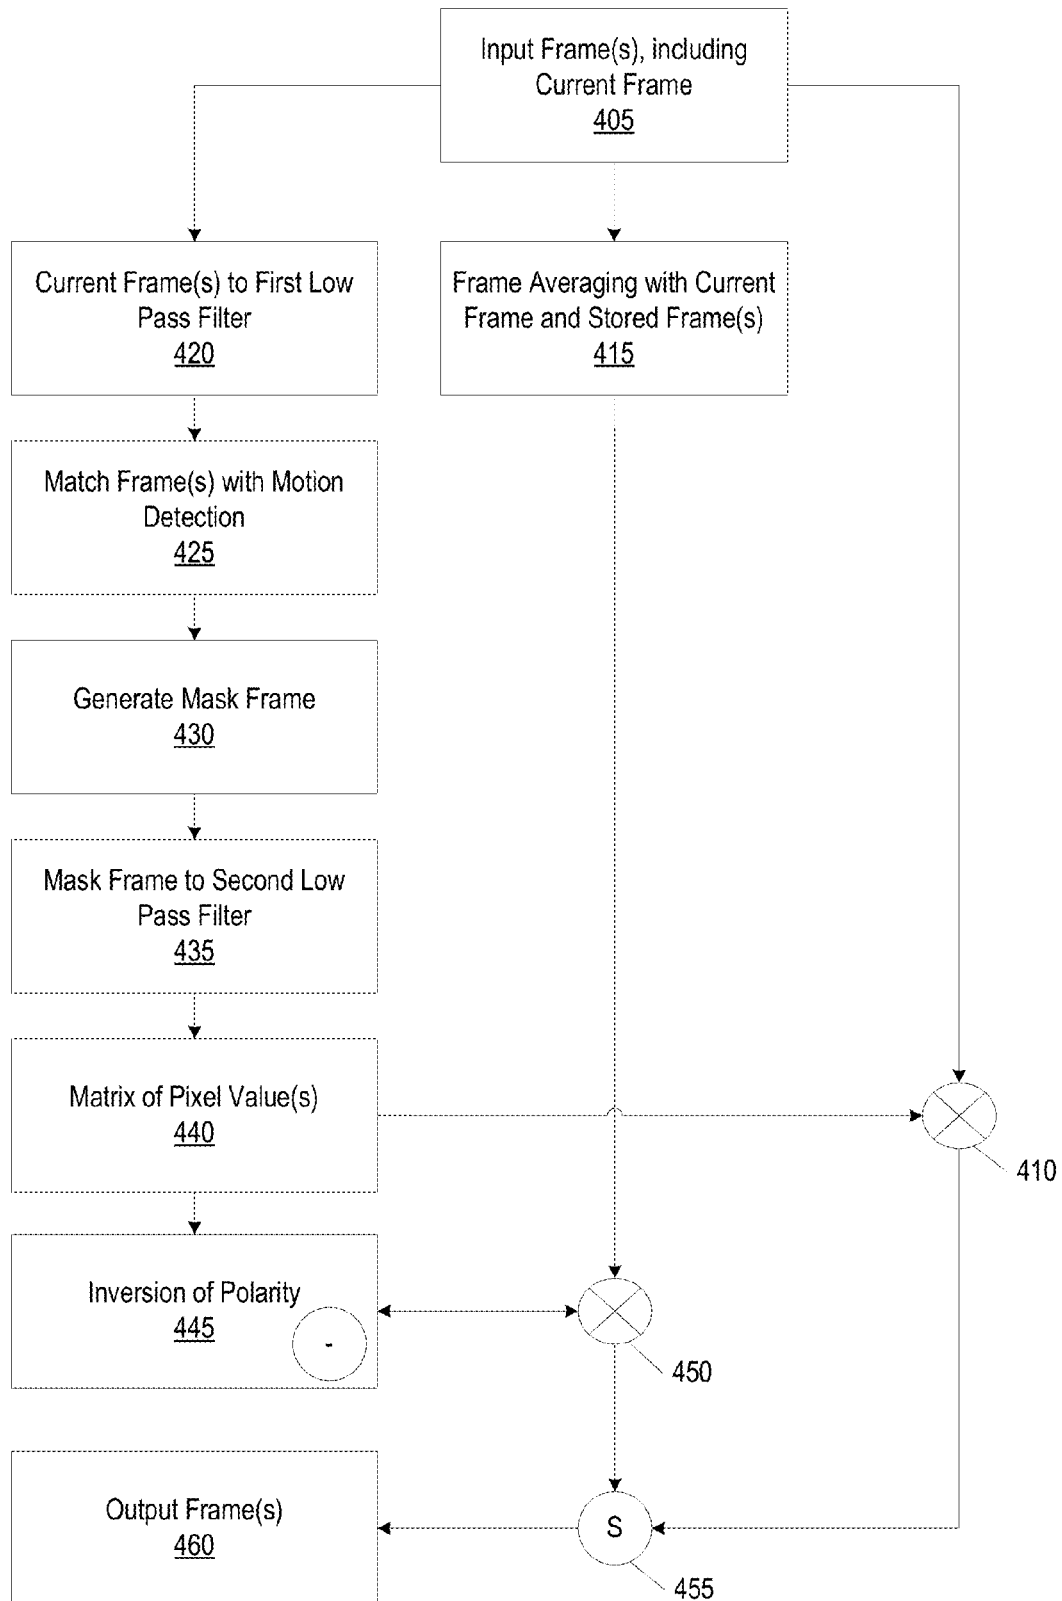 Input Frame(s), including
Current Frame
405
Current Frame(s) to First Low
Pass Filter
420
Frame Averaging with Current
Frame and Stored Frame(s)
415
Match Frame(s) with Motion
Detection
425
Generate Mask Frame
430
Mask Frame to Second Low
Pass Filter
435
Matrix of Pixel Value(s)
440
410
Inversion of Polarity
445
-
450
Output Frame(s)
460
S
455